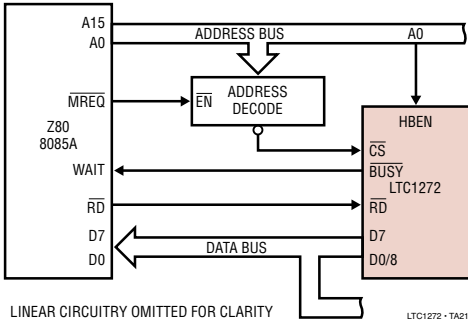 A15
A0
ADDRESS BUS
A0
MREQ
EN
ADDRESS
DECODE
HBEN
Z80
8085A
CS
WAIT
BUSY
LTC1272
RD
RD
D7
D0
DATA BUS
D7
D0/8
LINEAR CIRCUITRY OMITTED FOR CLARITY
LTC1272 • TA21